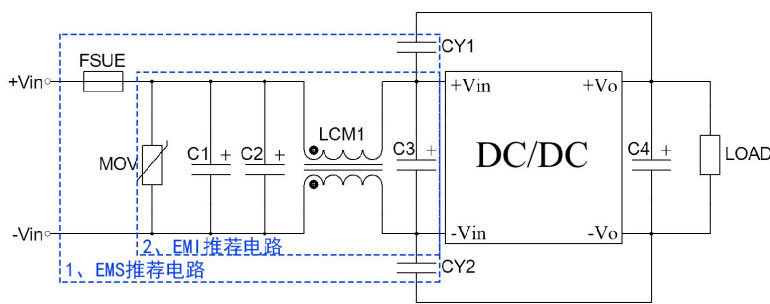 CY1
FSUE
+Vin
+Vin
+Vo
LCM1
MOV
C1
+
C2
+
C3
+
DC/DC
C4
+
LOAD
-Vin
-Vin
-Vo
2、EMI推荐电路
1、EMS推荐电路
CY2